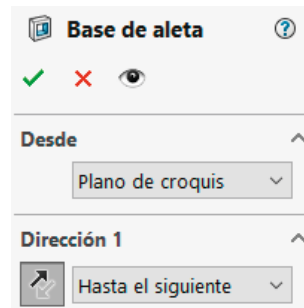 Base de aleta ?
Desde
Plano de croquis
Dirección 1
Hasta el siguiente